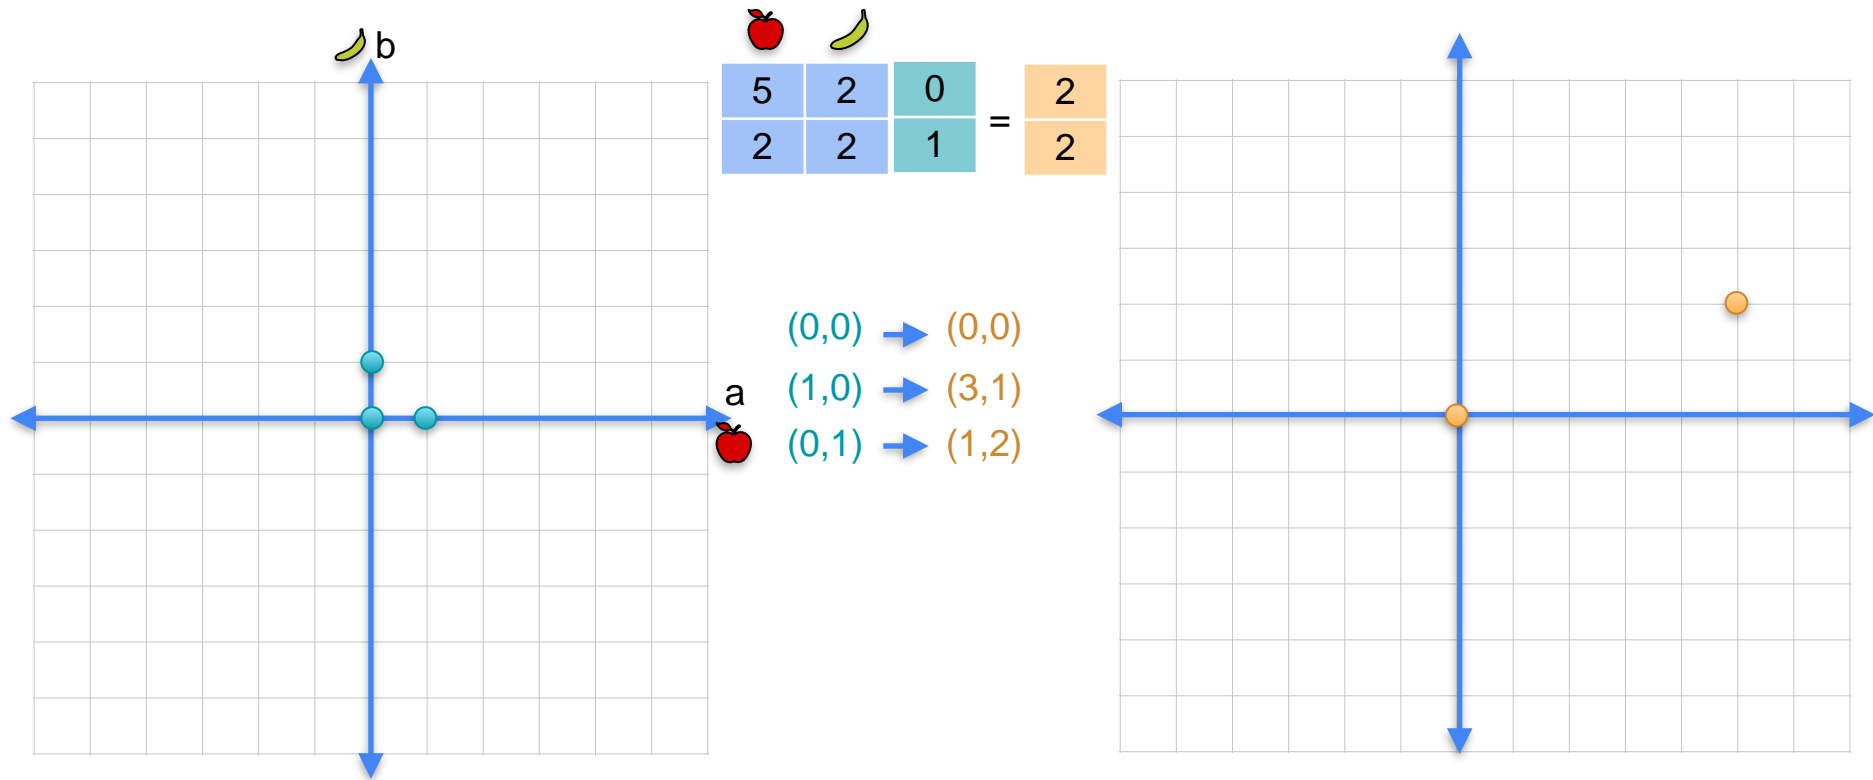 b
5 2 0 = 2
2 2 1 2
(0,0) (0,0)
a
(1,0) (3,1)
(0,1) (1,2)